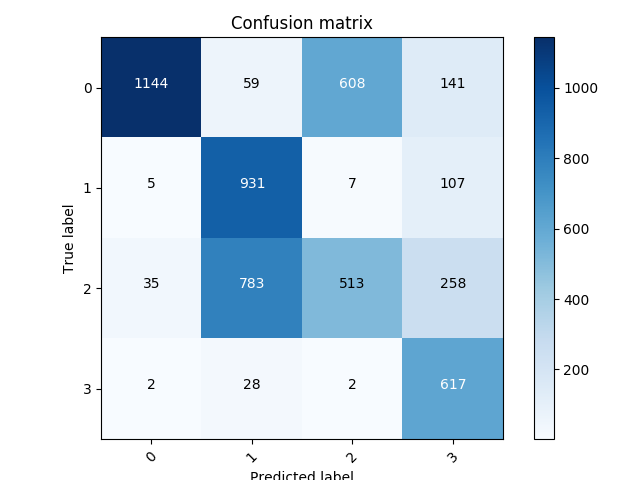 Confusion matrix
0 1144 59 608 141
1 5 931 7 107
2 35 783 513 258
3 2 28 2 617
0 1 2 3
True label
Predicted label
1000
800
600
400
200